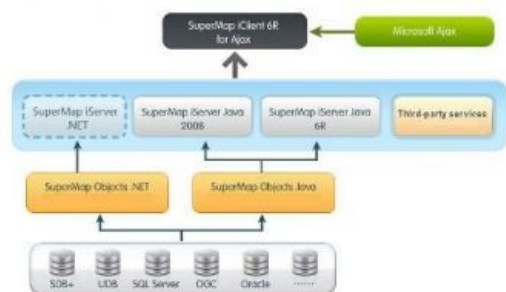 SuperMap iClient 6R
for Ajax
Microsoft Ajax
SuperMap iServer
.NET
SuperMap iServer Java
2008
SuperMap iServer Java
6R
Third-party services
SuperMap Objects .NET
SuperMap Objects Java
SDB+
UDB
SQL Server
OGC
Oracle
......